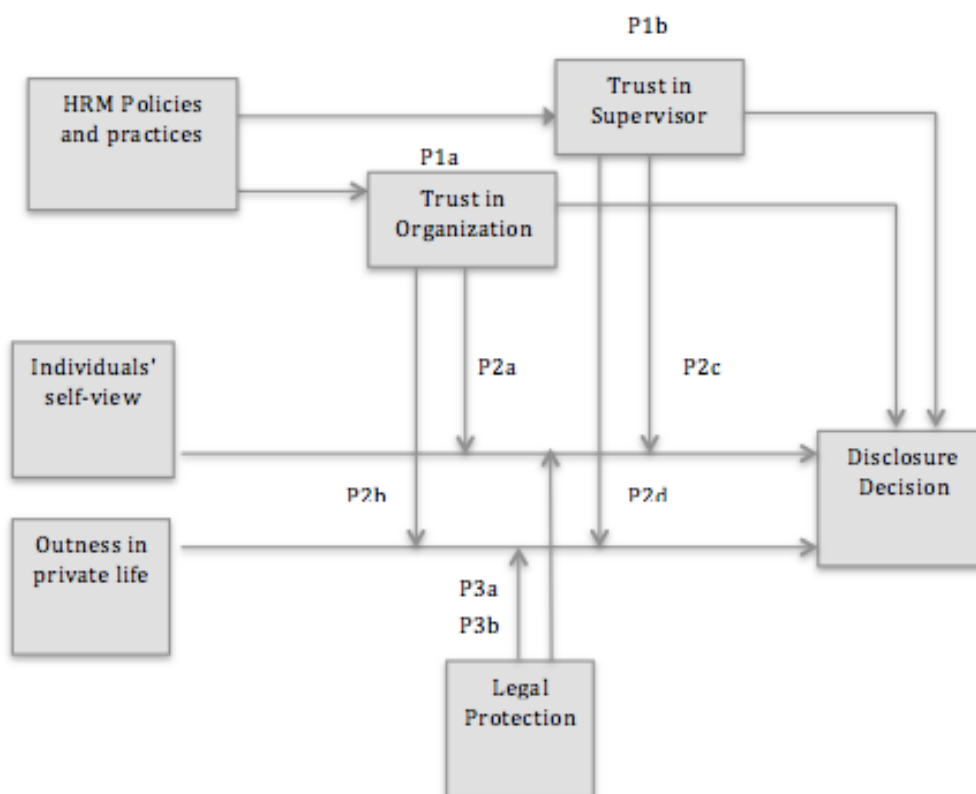 P1b
HRM Policies
and practices
Trust in
Supervisor
P1a
Trust in
Organization
Individuals'
self-view
P2a
P2c
Disclosure
Decision
P2b
P2d
Outness in
private life
P3a
P3b
Legal
Protection